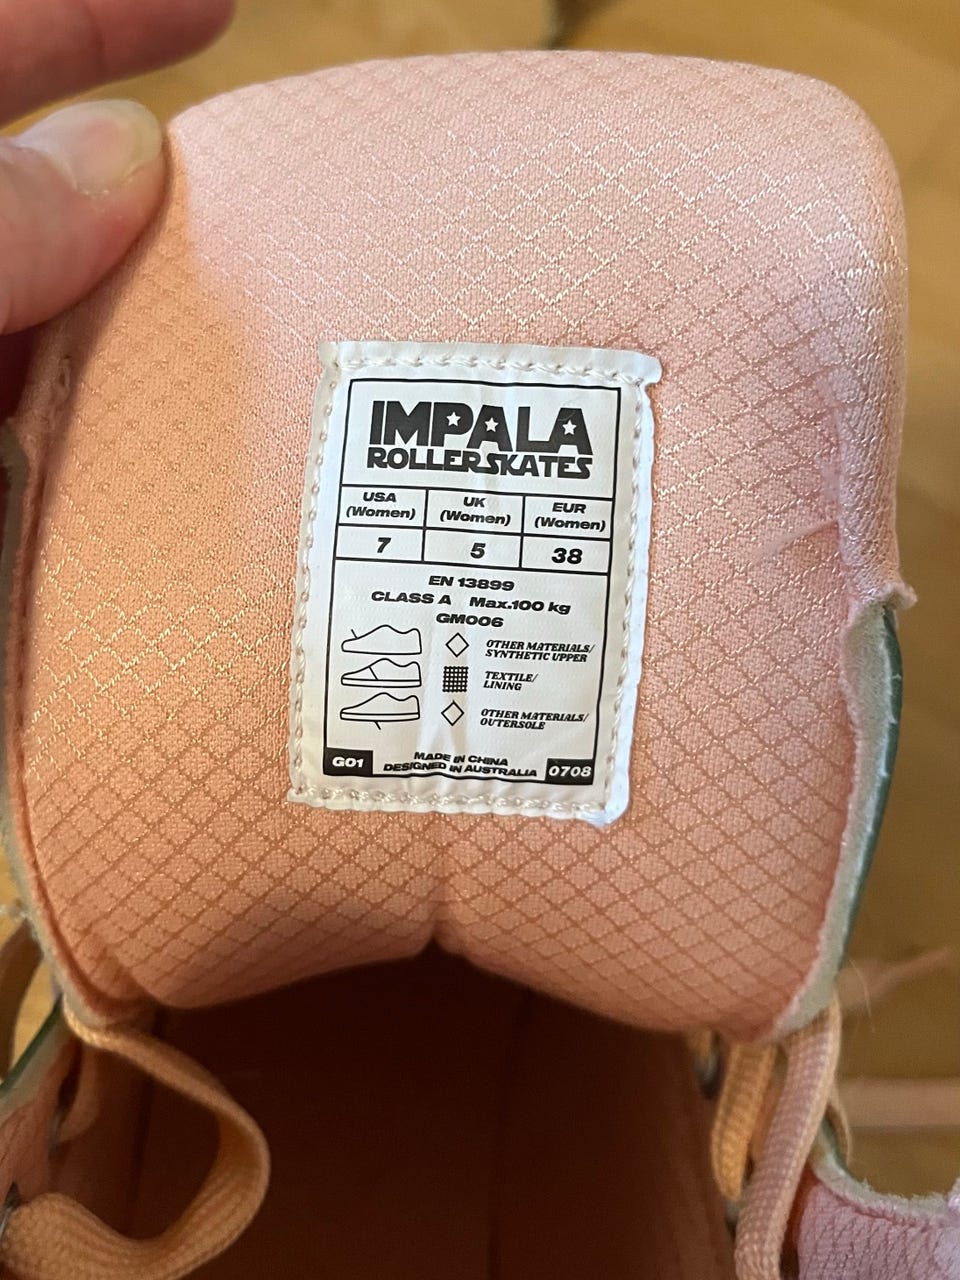 IMPALA
ROLLERSKATES
USA
(Women)
UK
(Women)
EUR
(Women)
7
5
38
EN 13899
CLASS A Max.100 kg
GM006
OTHER MATERIALS/
SYNTHETIC UPPER
TEXTILE/
LINING
OTHER MATERIALS/
OUTERSOLE
G01
MADE IN CHINA
DESIGNED IN AUSTRALIA
0708